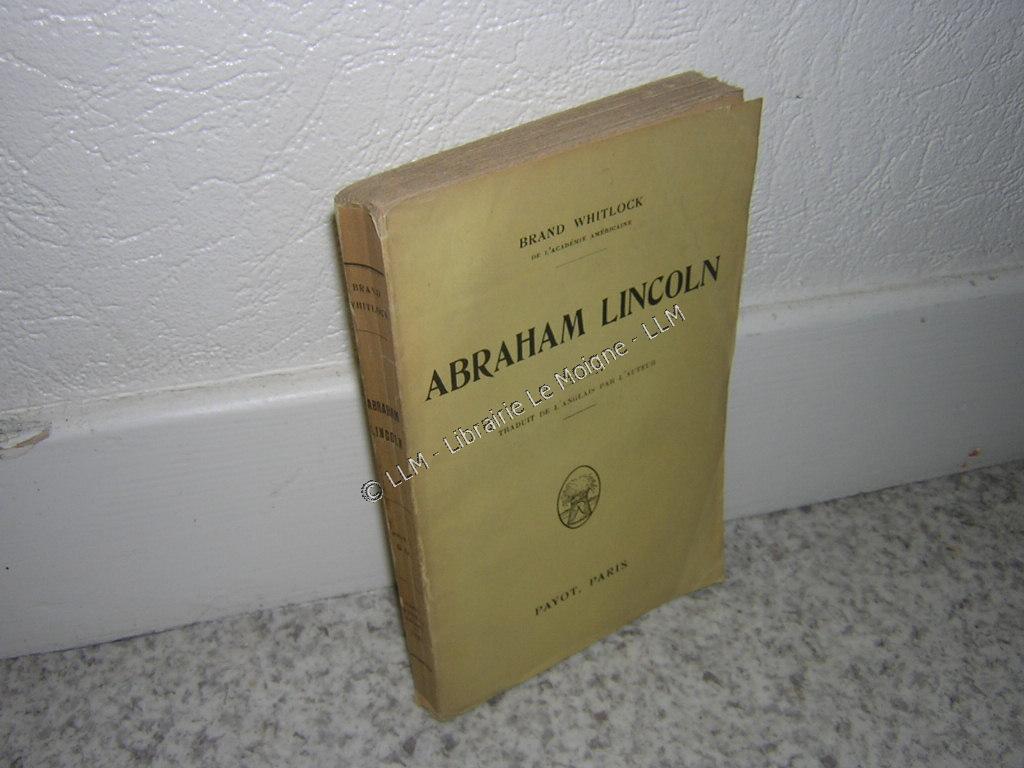 BRAND WHITLOCK
DE L'ACADÉMIE AMÉRICAINE
ABRAHAM LINCOLN
TRADUIT DE L'ANGLAIS PAR L'AUTEUR
PAYOT, PARIS
BRAND
WHITLOCK
ABRAHAM
LINCOLN
© LLM - Librairie Le Moigne - LLM